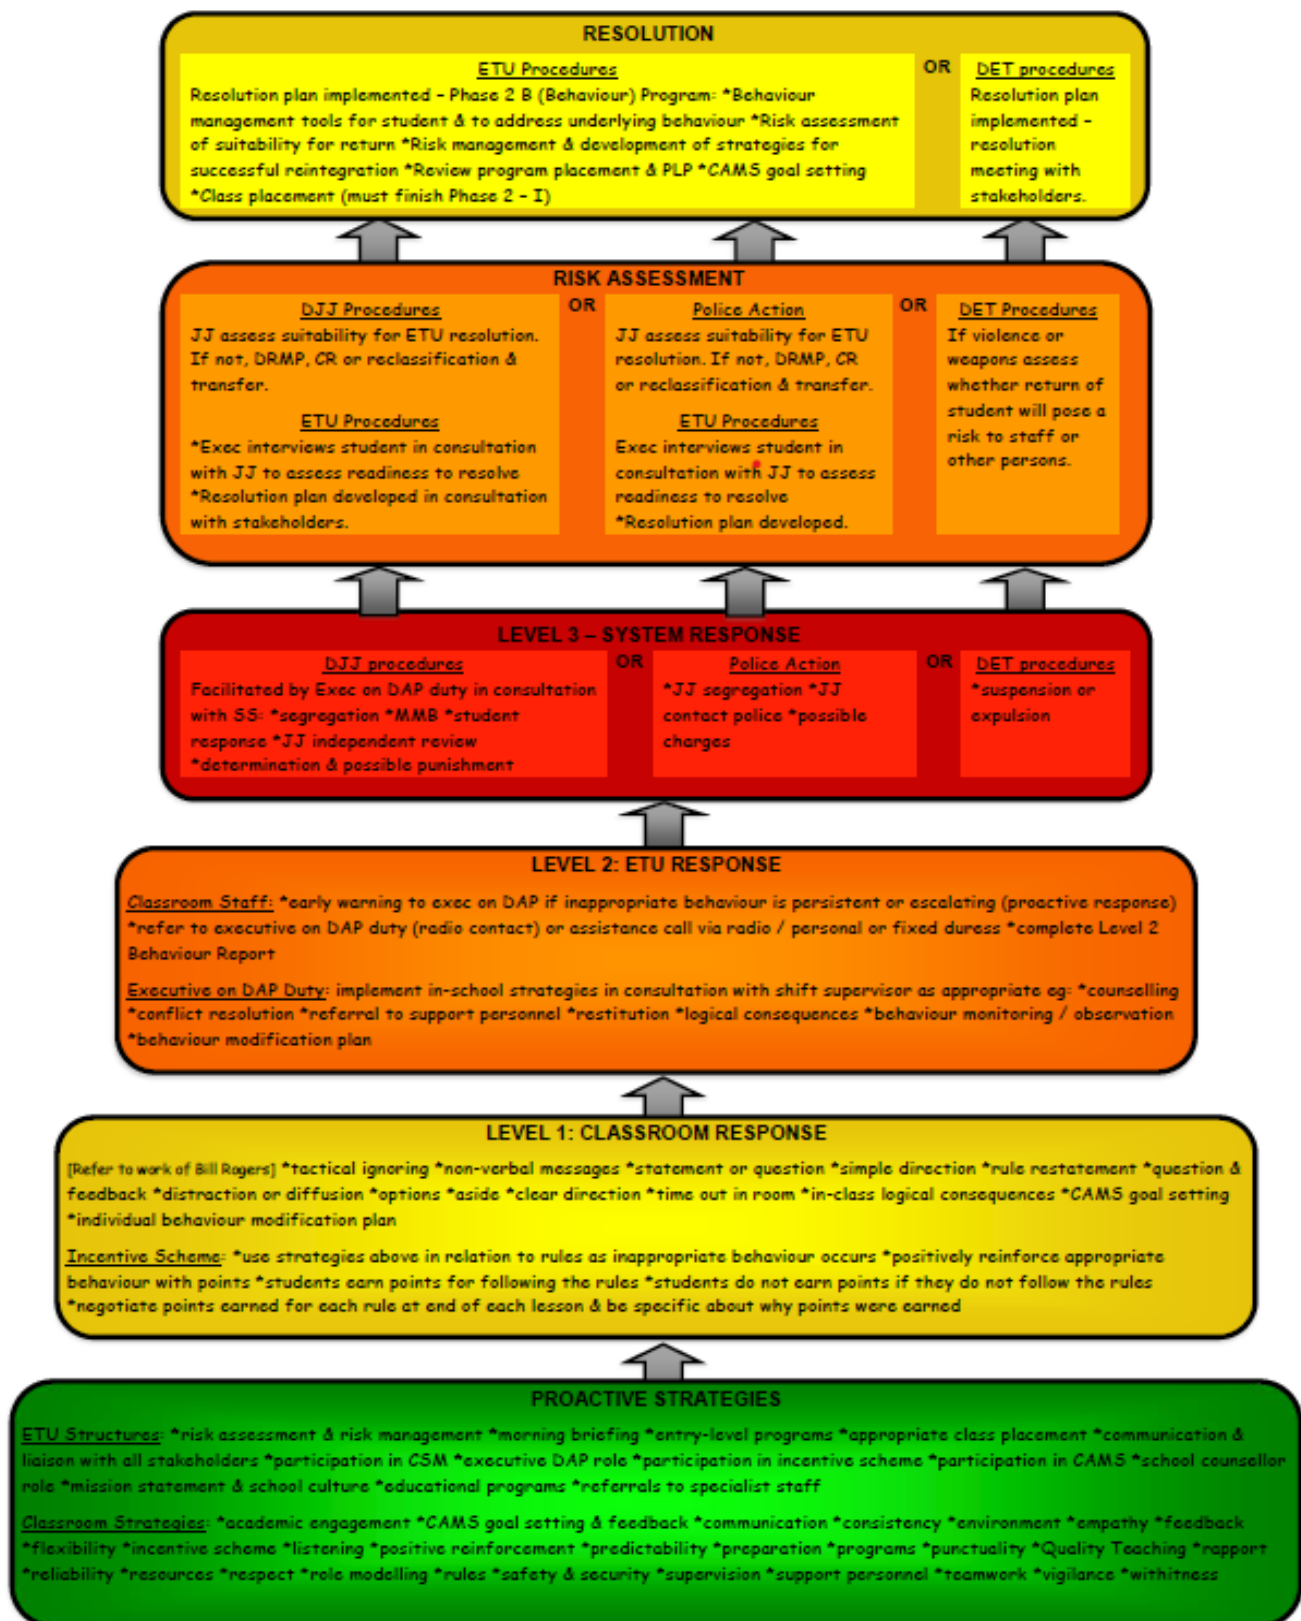 RESOLUTION
ETU Procedures
Resolution plan implemented – Phase 2 B (Behaviour) Program: *Behaviour
management tools for student & to address underlying behaviour *Risk assessment
of suitability for return *Risk management & development of strategies for
successful reintegration *Review program placement & PLP *CAMS goal setting
*Class placement (must finish Phase 2 – I)
OR
DET procedures
Resolution plan
implemented –
resolution
meeting with
stakeholders.
RISK ASSESSMENT
DJJ Procedures
JJ assess suitability for ETU resolution.
If not, DRMP, CR or reclassification &
transfer.
ETU Procedures
*Exec interviews student in consultation
with JJ to assess readiness to resolve
*Resolution plan developed in consultation
with stakeholders.
OR
Police Action
JJ assess suitability for ETU
resolution. If not, DRMP, CR
or reclassification & transfer.
ETU Procedures
Exec interviews student in
consultation with JJ to assess
readiness to resolve
*Resolution plan developed.
OR
DET Procedures
If violence or
weapons assess
whether return of
student will pose a
risk to staff or
other persons.
LEVEL 3 – SYSTEM RESPONSE
DJJ procedures
Facilitated by Exec on DAP duty in consultation
with SS: *segregation *MMB *student
response *JJ independent review
*determination & possible punishment
OR
Police Action
*JJ segregation *JJ
contact police *possible
charges
OR
DET procedures
*suspension or
expulsion
LEVEL 2: ETU RESPONSE
Classroom Staff: *early warning to exec on DAP if inappropriate behaviour is persistent or escalating (proactive response)
*refer to executive on DAP duty (radio contact) or assistance call via radio / personal or fixed duress *complete Level 2
Behaviour Report
Executive on DAP Duty: implement in-school strategies in consultation with shift supervisor as appropriate eg: *counselling
*conflict resolution *referral to support personnel *restitution *logical consequences *behaviour monitoring / observation
*behaviour modification plan
LEVEL 1: CLASSROOM RESPONSE
[Refer to work of Bill Rogers] *tactical ignoring *non-verbal messages *statement or question *simple direction *rule restatement *question &
feedback *distraction or diffusion *options *aside *clear direction *time out in room *in-class logical consequences *CAMS goal setting
*individual behaviour modification plan
Incentive Scheme: *use strategies above in relation to rules as inappropriate behaviour occurs *positively reinforce appropriate
behaviour with points *students earn points for following the rules *students do not earn points if they do not follow the rules
*negotiate points earned for each rule at end of each lesson & be specific about why points were earned
PROACTIVE STRATEGIES
ETU Structures: *risk assessment & risk management *morning briefing *entry-level programs *appropriate class placement *communication &
liaison with all stakeholders *participation in CSM *executive DAP role *participation in incentive scheme *participation in CAMS *school counsellor
role *mission statement & school culture *educational programs *referrals to specialist staff
Classroom Strategies: *academic engagement *CAMS goal setting & feedback *communication *consistency *environment *empathy *feedback
*flexibility *incentive scheme *listening *positive reinforcement *predictability *preparation *programs *punctuality *Quality Teaching *rapport
*reliability *resources *respect *role modelling *rules *safety & security *supervision *support personnel *teamwork *vigilance *withitness